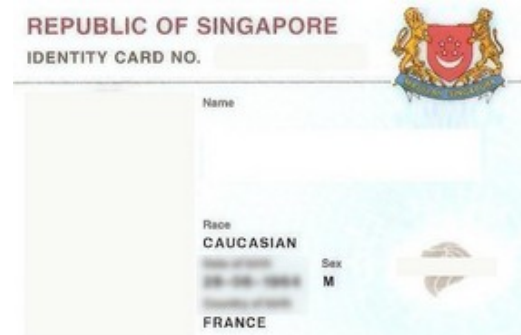 REPUBLIC OF SINGAPORE
IDENTITY CARD NO.
Name
Race
CAUCASIAN
Sex
M
FRANCE